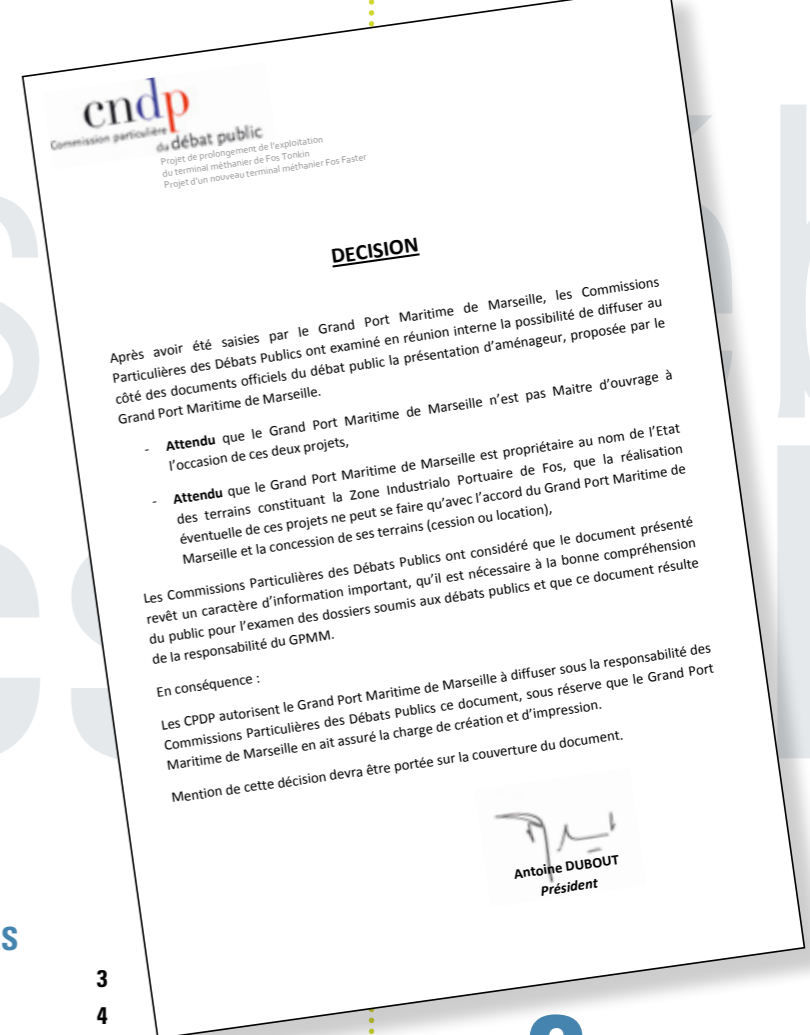 cndp
Commission particulière
du débat public
Projet de prolongement de l'exploitation
du terminal méthanier de Fos Tonkin
Projet d'un nouveau terminal méthanier Fos Faster
DECISION
Après avoir été saisies par le Grand Port Maritime de Marseille, les Commissions
Particulières des Débats Publics ont examiné en réunion interne la possibilité de diffuser au
côté des documents officiels du débat public la présentation d'aménageur, proposée par le
Grand Port Maritime de Marseille.
- Attendu que le Grand Port Maritime de Marseille n'est pas Maitre d'ouvrage à
l'occasion de ces deux projets,
- Attendu que le Grand Port Maritime de Marseille est propriétaire au nom de l'Etat
des terrains constituant la Zone Industrialo Portuaire de Fos, que la réalisation
éventuelle de ces projets ne peut se faire qu'avec l'accord du Grand Port Maritime de
Marseille et la concession de ses terrains (cession ou location),
Les Commissions Particulières des Débats Publics ont considéré que le document présenté
revêt un caractère d'information important, qu'il est nécessaire à la bonne compréhension
du public pour l'examen des dossiers soumis aux débats publics et que ce document résulte
de la responsabilité du GPMM.
En conséquence :
Les CPDP autorisent le Grand Port Maritime de Marseille à diffuser sous la responsabilité des
Commissions Particulières des Débats Publics ce document, sous réserve que le Grand Port
Maritime de Marseille en ait assuré la charge de création et d'impression.
Mention de cette décision devra être portée sur la couverture du document.
Antoine DUBOUT
Président
S
3
4